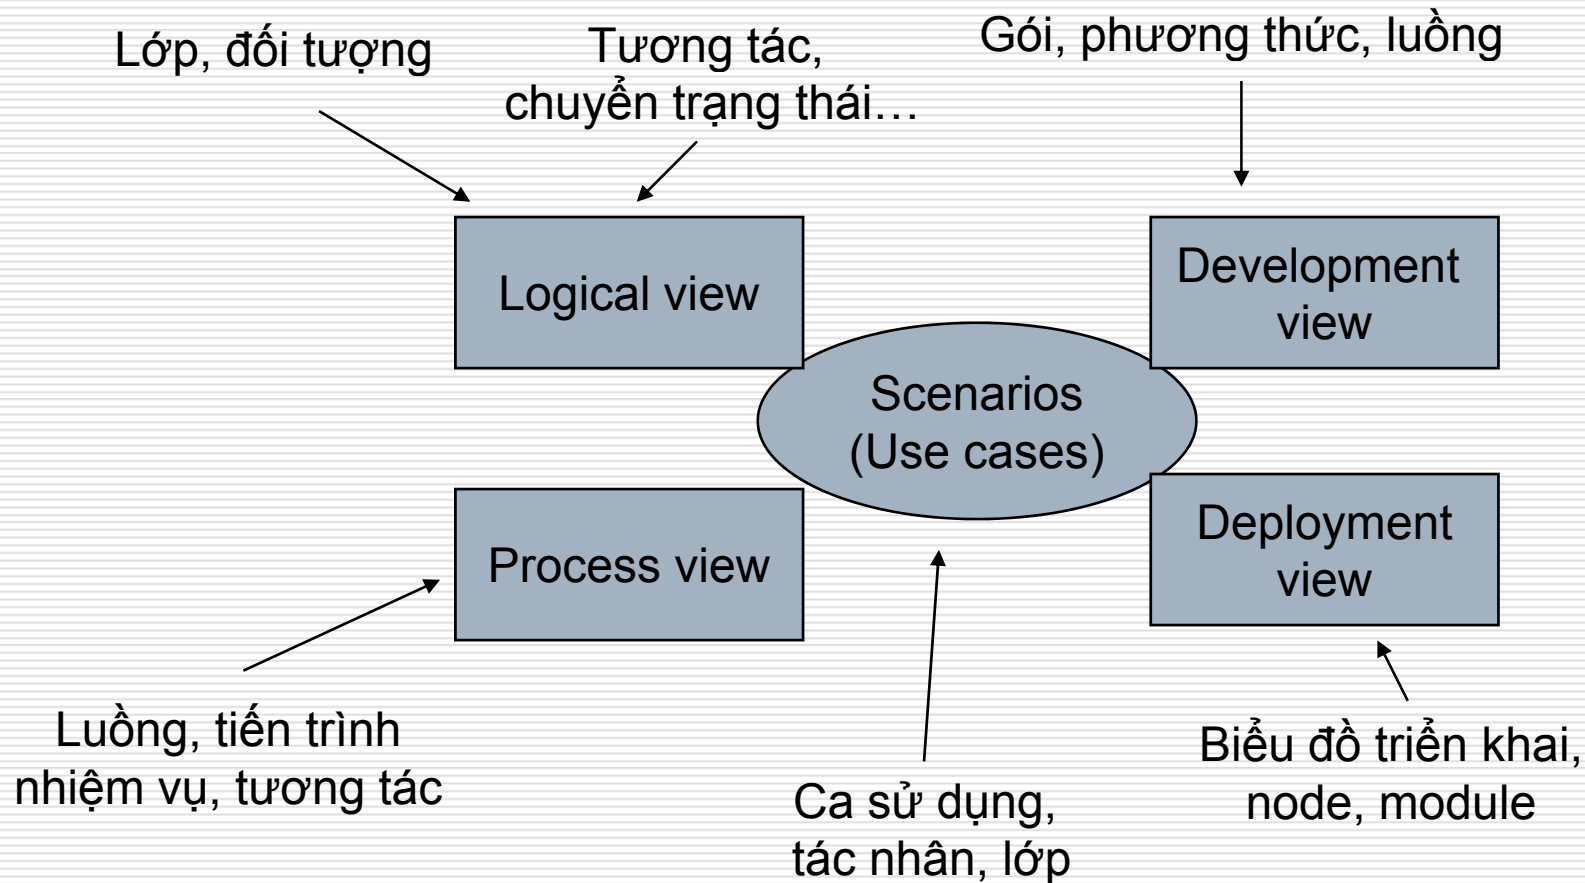 Lớp, đối tượng
Tương tác,
chuyển trạng thái…
Gói, phương thức, luồng
Logical view
Development
view
Scenarios
(Use cases)
Process view
Deployment
view
Luồng, tiến trình
nhiệm vụ, tương tác
Ca sử dụng,
tác nhân, lớp
Biểu đồ triển khai,
node, module